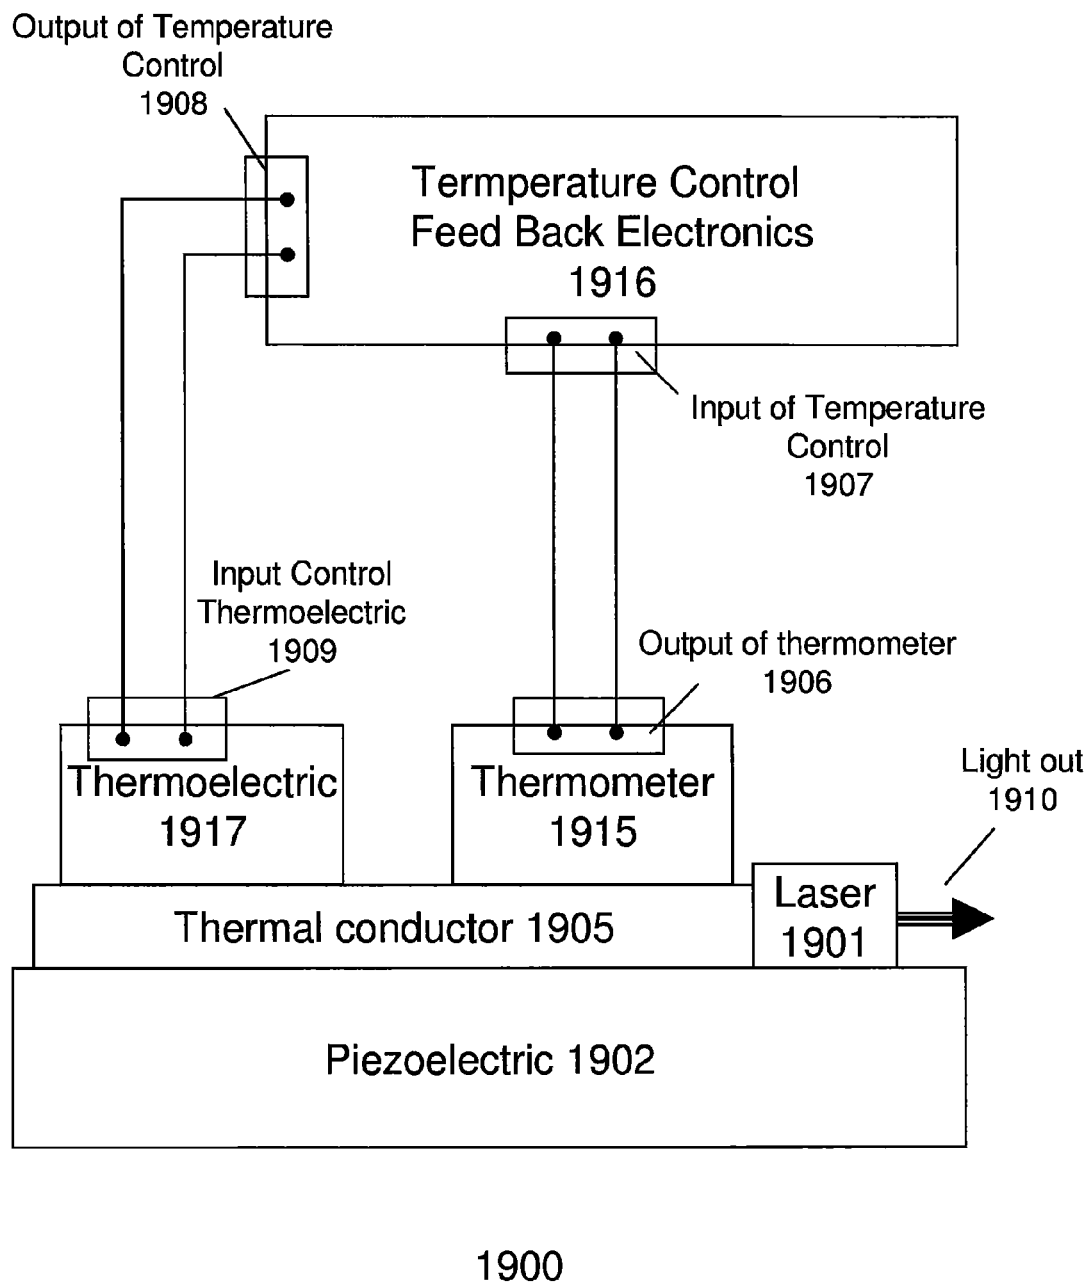 Output of Temperature
Control
1908
Termperature Control
Feed Back Electronics
1916
Input of Temperature
Control
1907
Input Control
Thermoelectric
1909
Output of thermometer
1906
Thermoelectric
1917
Thermometer
1915
Light out
1910
Laser
1901
Thermal conductor 1905
Piezoelectric 1902
1900